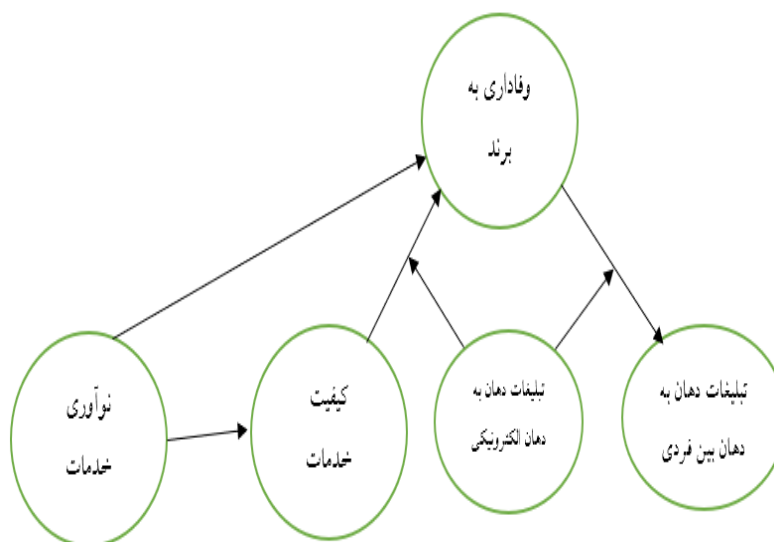 وفاداری به
برند
نوآوری
خدمات
کیفیت
خدمات
تبلیغات دهان به
دهان الکترونیکی
تبلیغات دهان به
دهان بین فردی